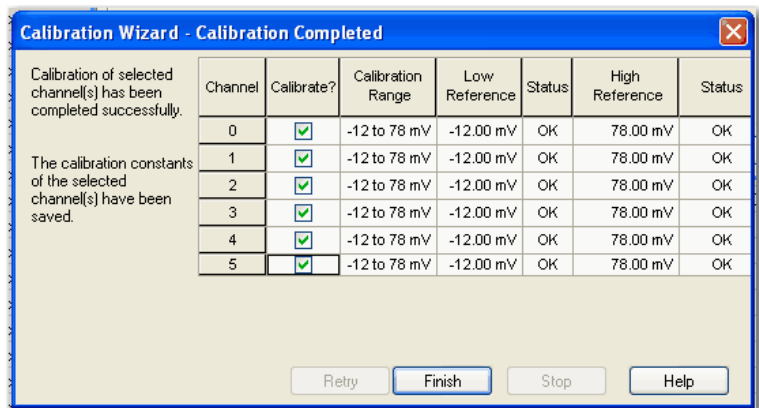 Calibration Wizard - Calibration Completed
Calibration of selected
channel(s) has been
completed successfully.
The calibration constants
of the selected
channel(s) have been
saved.
Channel Calibrate? Calibration Range Low Reference Status High Reference Status
0 -12 to 78 mV -12.00 mV OK 78.00 mV OK
1 -12 to 78 mV -12.00 mV OK 78.00 mV OK
2 -12 to 78 mV -12.00 mV OK 78.00 mV OK
3 -12 to 78 mV -12.00 mV OK 78.00 mV OK
4 -12 to 78 mV -12.00 mV OK 78.00 mV OK
5 -12 to 78 mV -12.00 mV OK 78.00 mV OK
Retry Finish Stop Help